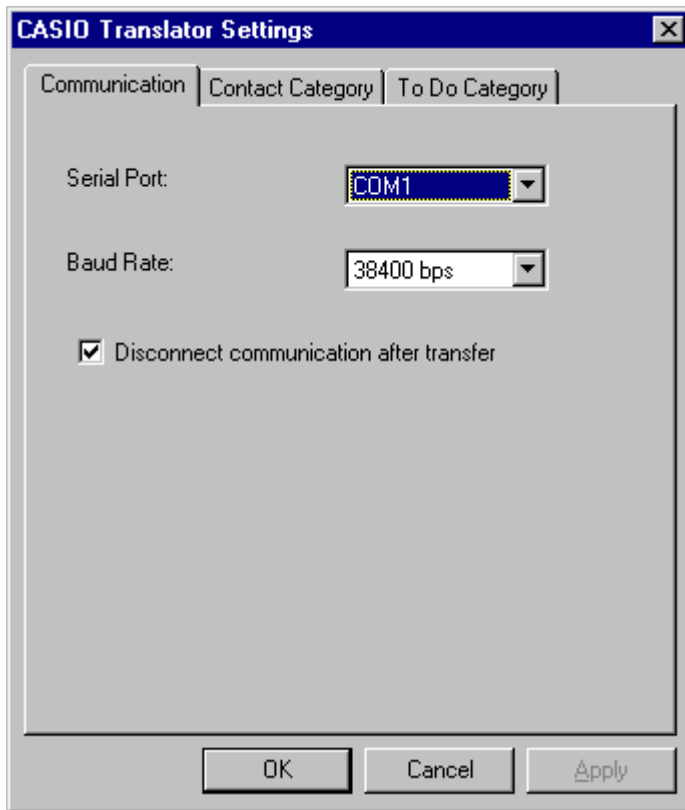 CASIO Translator Settings
Communication Contact Category To Do Category
Serial Port: COM1
Baud Rate: 38400 bps
Disconnect communication after transfer
OK Cancel Apply